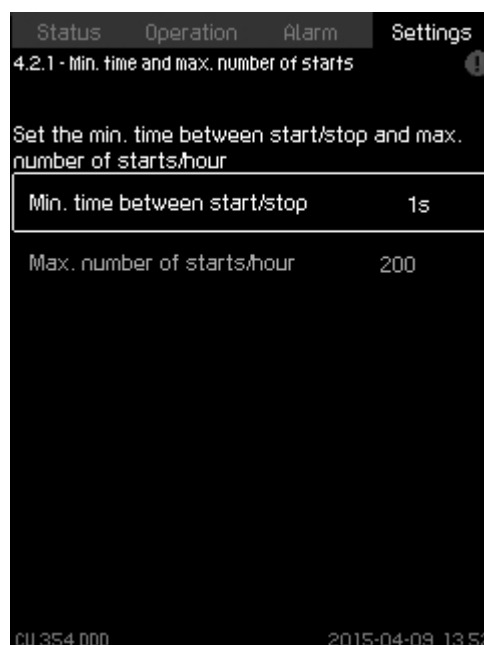 Status Operation Alarm Settings
4.2.1 - Min. time and max. number of starts
Set the min. time between start/stop and max.
number of starts/hour
Min. time between start/stop 1s
Max. number of starts/hour 200
CU 354 DDD 2015-04-09 13:52